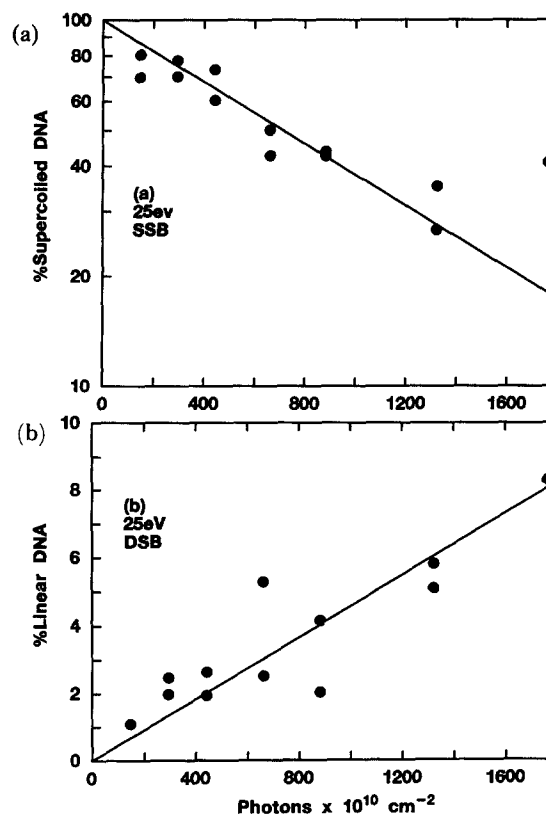 (a)
100
80
60
40
20
10
%Supercoiled DNA
(a)
25ev
SSB
0 400 800 1200 1600
(b)
10
8
6
4
2
0
%Linear DNA
(b)
25eV
DSB
0 400 800 1200 1600
Photons x 10¹⁰ cm⁻²